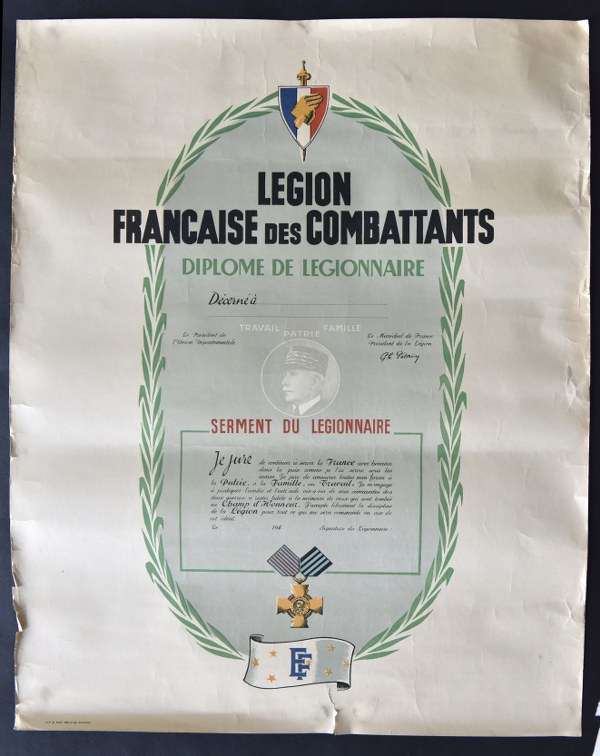 LEGION
FRANCAISE DES COMBATTANTS
DIPLOME DE LEGIONNAIRE
Décerné à
TRAVAIL PATRIE FAMILLE
Le Président de
l'Union Départementale
Le Maréchal de France
Président de la Légion
Ph Pétain
SERMENT DU LEGIONNAIRE
Je jure de continuer à servir la France avec honneur
dans la paix comme je l'ai servie sous les
armes. Je jure de consacrer toutes mes forces à
la Patrie, à la Famille, au Travail. Je m'engage
à pratiquer l'amitié et l'entr'aide vis-à-vis de mes camarades des
deux guerres, à rester fidèle à la mémoire de ceux qui sont tombés
au Champ d'Honneur. J'accepte librement la discipline
de la Légion pour tout ce qui me sera commandé en vue de
cet idéal.
Le 194 Signature du Légionnaire :
EF